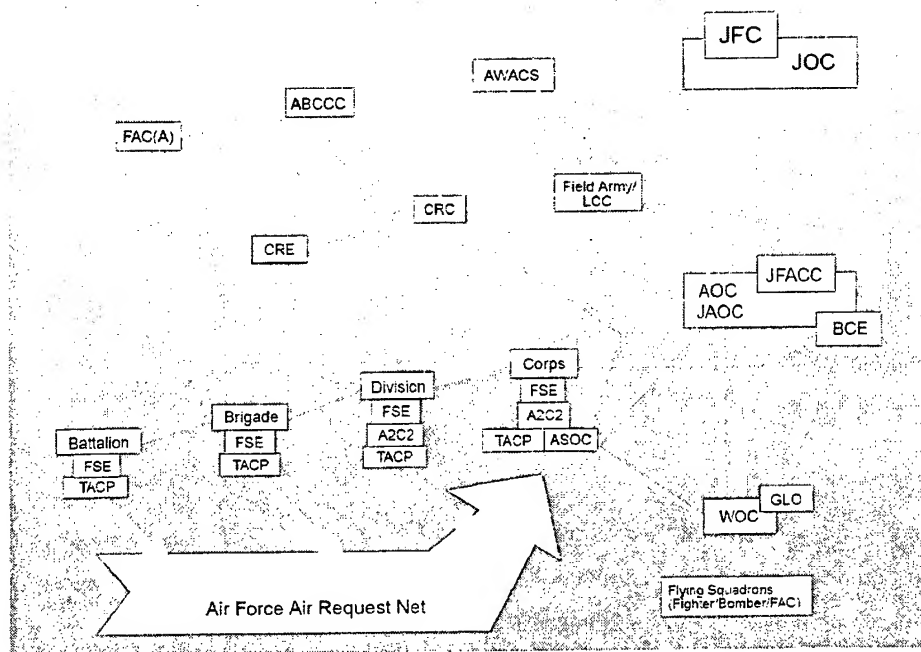 JFC
JOC
AWACS
ABCCC
FAC(A)
Field Army/
LCC
CRC
CRE
JFACC
AOC
JAOC
BCE
Corps
FSE
A2C2
TACP ASOC
Division
FSE
A2C2
TACP
Brigade
FSE
TACP
Battalion
FSE
TACP
GLO
WOC
Air Force Air Request Net
Flying Squadrons
(Fighter/Bomber/FAC)